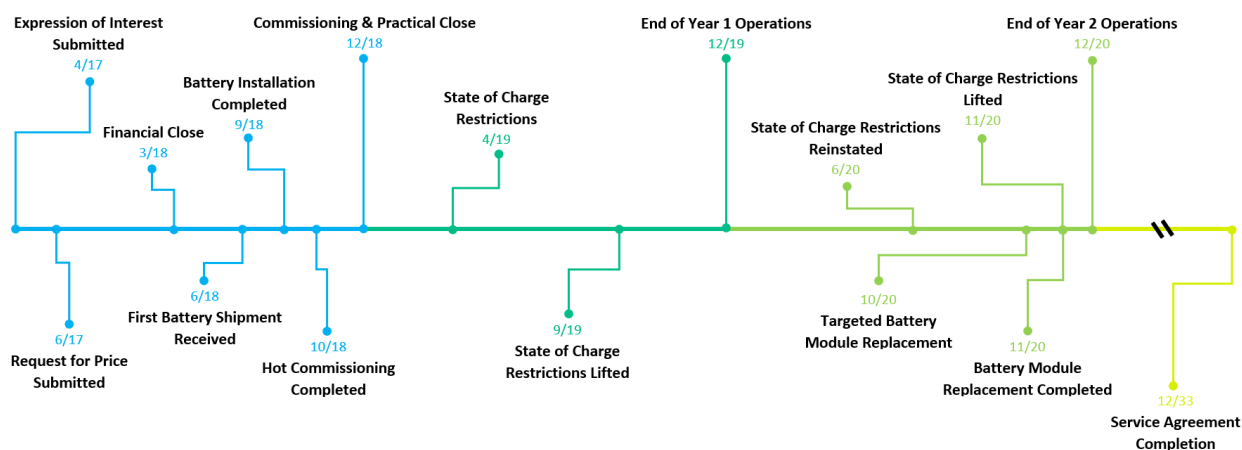 Expression of Interest
Submitted
4/17
Commissioning & Practical Close
12/18
End of Year 1 Operations
12/19
End of Year 2 Operations
12/20
Battery Installation
Completed
9/18
State of Charge Restrictions
Lifted
11/20
Financial Close
3/18
State of Charge
Restrictions
4/19
State of Charge Restrictions
Reinstated
6/20
6/17
Request for Price
Submitted
6/18
First Battery Shipment
Received
10/18
Hot Commissioning
Completed
9/19
State of Charge
Restrictions Lifted
10/20
Targeted Battery
Module Replacement
11/20
Battery Module
Replacement Completed
12/33
Service Agreement
Completion